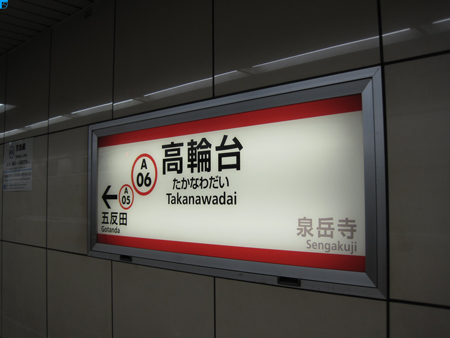 高輪台
たかなわだい
Takanawadai
A
06
A
05
五反田
Gotanda
泉岳寺
Sengakuji